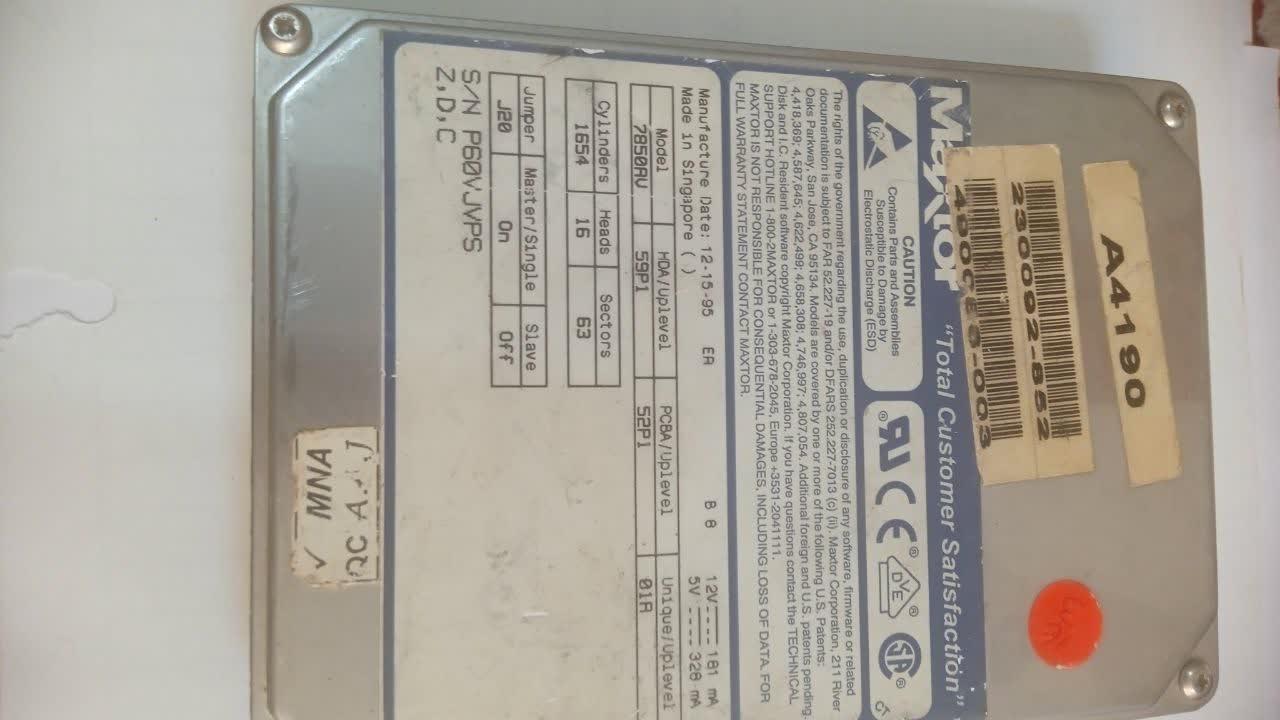 A4190
230092-852
Maxtor "Total Customer Satisfaction"
CAUTION
Contains Parts and Assemblies
Susceptible to Damage by
Electrostatic Discharge (ESD)
The rights of the government regarding the use, duplication or disclosure of any software, firmware or related
documentation is subject to FAR 52.227-19 and/or DFARS 252.227-7013 (c) (ii). Maxtor Corporation, 211 River
Oaks Parkway, San Jose, CA 95134. Models are covered by one or more of the following U.S. Patents:
4,418,369; 4,587,645; 4,622,499; 4,658,308; 4,746,997; 4,807,054. Additional foreign and U.S. patents pending.
Disk and I.C. Resident software copyright Maxtor Corporation. If you have questions contact the TECHNICAL
SUPPORT HOTLINE 1-800-2MAXTOR or 1-303-678-2045, Europe +3531-2041111.
MAXTOR IS NOT RESPONSIBLE FOR CONSEQUENTIAL DAMAGES, INCLUDING LOSS OF DATA. FOR
FULL WARRANTY STATEMENT CONTACT MAXTOR.
Manufacture Date: 12-15-95 ER B 8 12V---- 181 mA
Made in Singapore ( ) 5V ---- 328 mA
Model HDA/Uplevel PCBA/Uplevel Unique/Uplevel
7850AV 59P1 52P1 01A
Cylinders Heads Sectors
1654 16 63
Jumper Master/Single Slave
J20 On Off
S/N P60VJVPS
Z,D,C
NNA